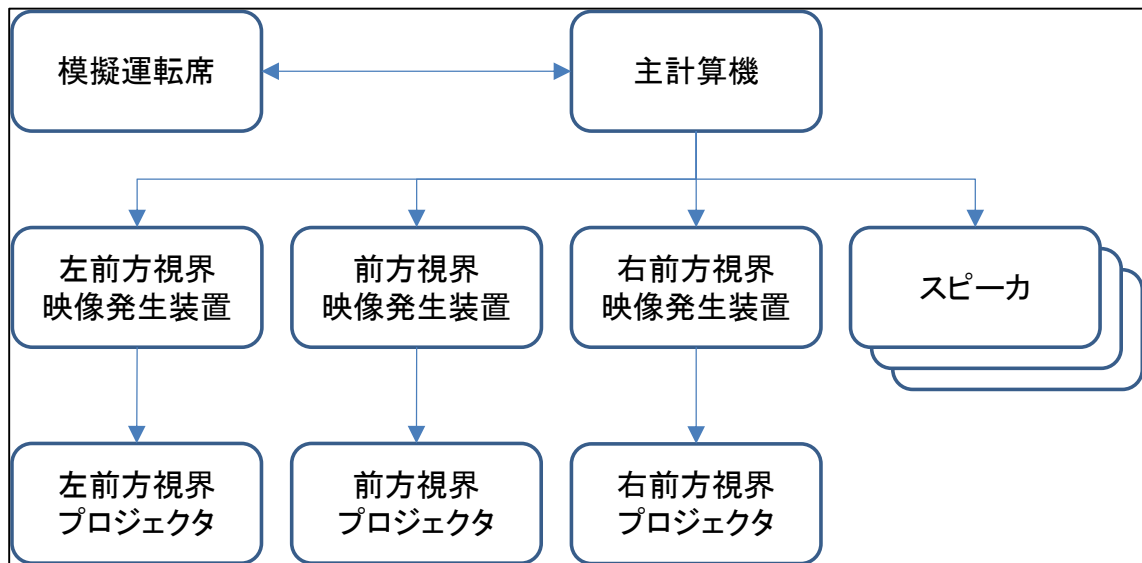 模擬運転席
主計算機
左前方視界
映像発生装置
前方視界
映像発生装置
右前方視界
映像発生装置
スピーカ
左前方視界
プロジェクタ
前方視界
プロジェクタ
右前方視界
プロジェクタ